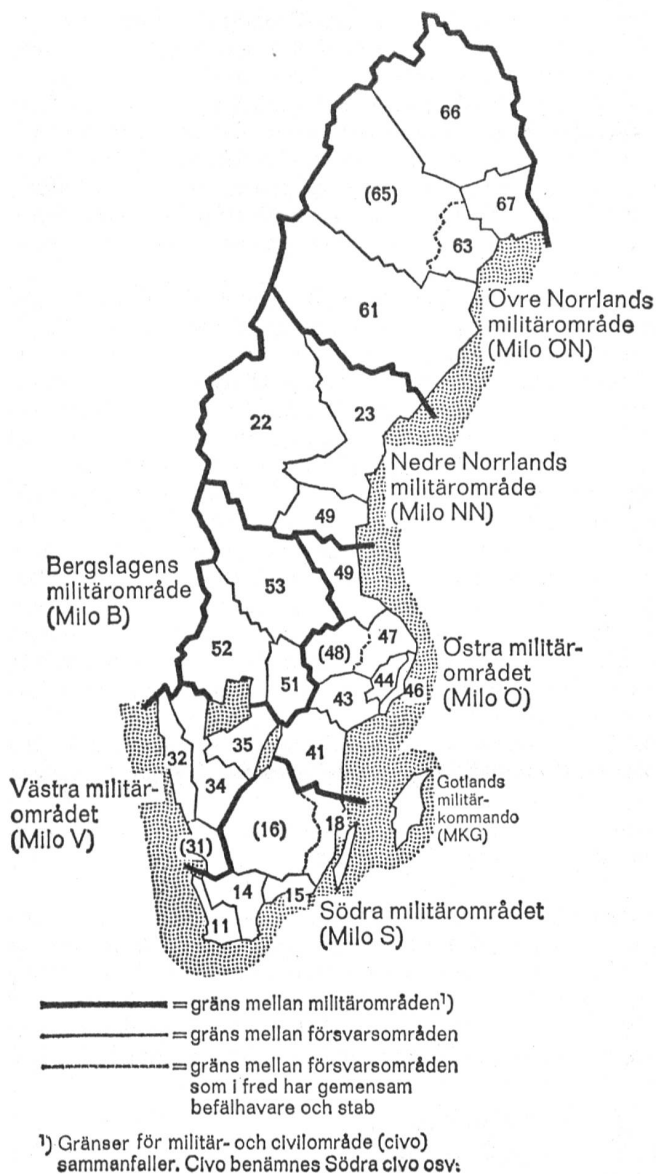 66
(65)
67
63
61
Övre Norrlands
militärområde
(Milo ÖN)
22
23
Nedre Norrlands
militärområde
(Milo NN)
49
Bergslagens
militärområde
(Milo B)
53
49
52
51
(48)
47
44
46
43
Östra militär-
området
(Milo Ö)
41
35
32
34
Västra militär-
området
(Milo V)
(31)
(16)
18
Gotlands
militär-
kommando
(MKG)
14
15
11
Södra militärområdet
(Milo S)
= gräns mellan militärområden¹)
= gräns mellan försvarsområden
= gräns mellan försvarsområden
som i fred har gemensam
befälhavare och stab
¹) Gränser för militär- och civilområde (civo)
sammanfaller. Civo benämnes Södra civo osv.